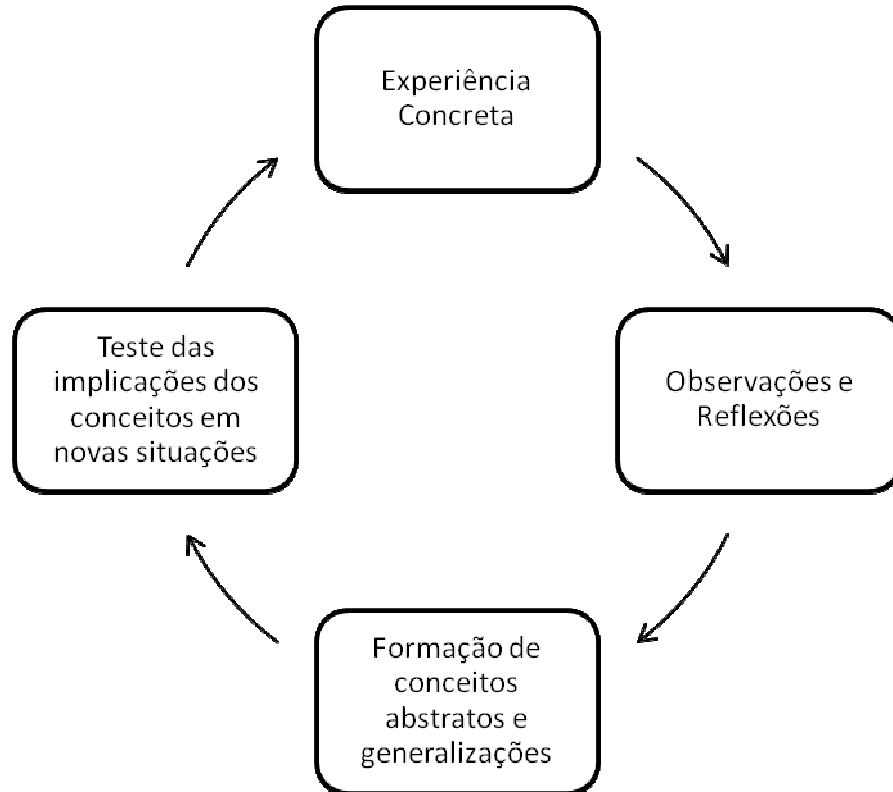 Experiência
Concreta
Teste das
implicações dos
conceitos em
novas situações
Observações e
Reflexões
Formação de
conceitos
abstratos e
generalizações